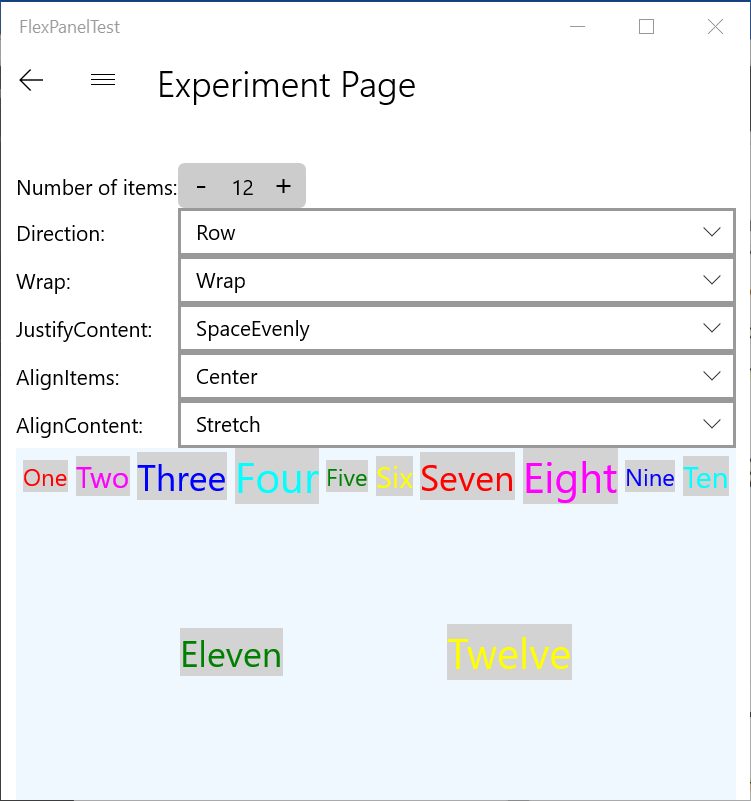 FlexPanelTest
Experiment Page
Number of items: - 12 +
Direction: Row
Wrap: Wrap
JustifyContent: SpaceEvenly
AlignItems: Center
AlignContent: Stretch
One Two Three Four Five Six Seven Eight Nine Ten
Eleven Twelve